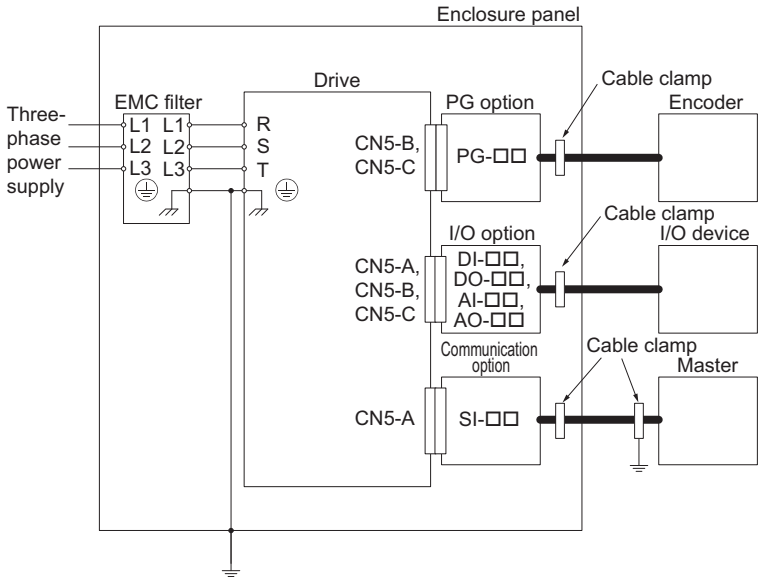 Enclosure panel
Drive
EMC filter
Three-
phase
power
supply
L1 L1
L2 L2
L3 L3
R
S
T
PG option
CN5-B,
CN5-C
PG-□□
Cable clamp
Encoder
I/O option
CN5-A,
CN5-B,
CN5-C
DI-□□,
DO-□□,
AI-□□,
AO-□□
Cable clamp
I/O device
Communication
option
CN5-A
SI-□□
Cable clamp
Master